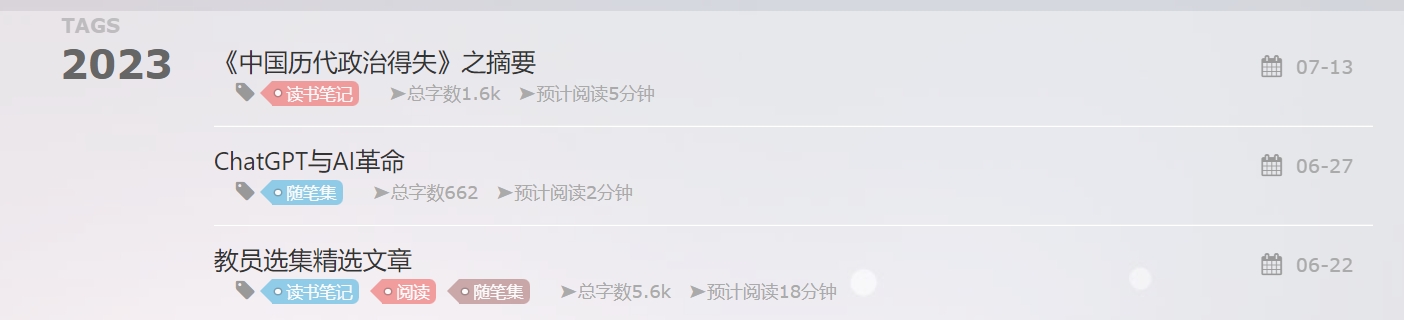 TAGS
2023
《中国历代政治得失》之摘要
07-13
读书笔记 ➤总字数1.6k ➤预计阅读5分钟
ChatGPT与AI革命
06-27
随笔集 ➤总字数662 ➤预计阅读2分钟
教员选集精选文章
06-22
读书笔记 阅读 随笔集 ➤总字数5.6k ➤预计阅读18分钟